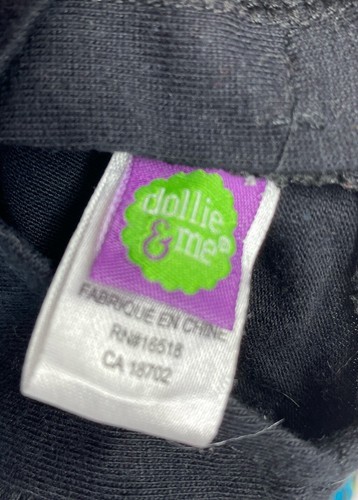 dollie
& me®
FABRIQUE EN CHINE
RN#16518
CA 18702